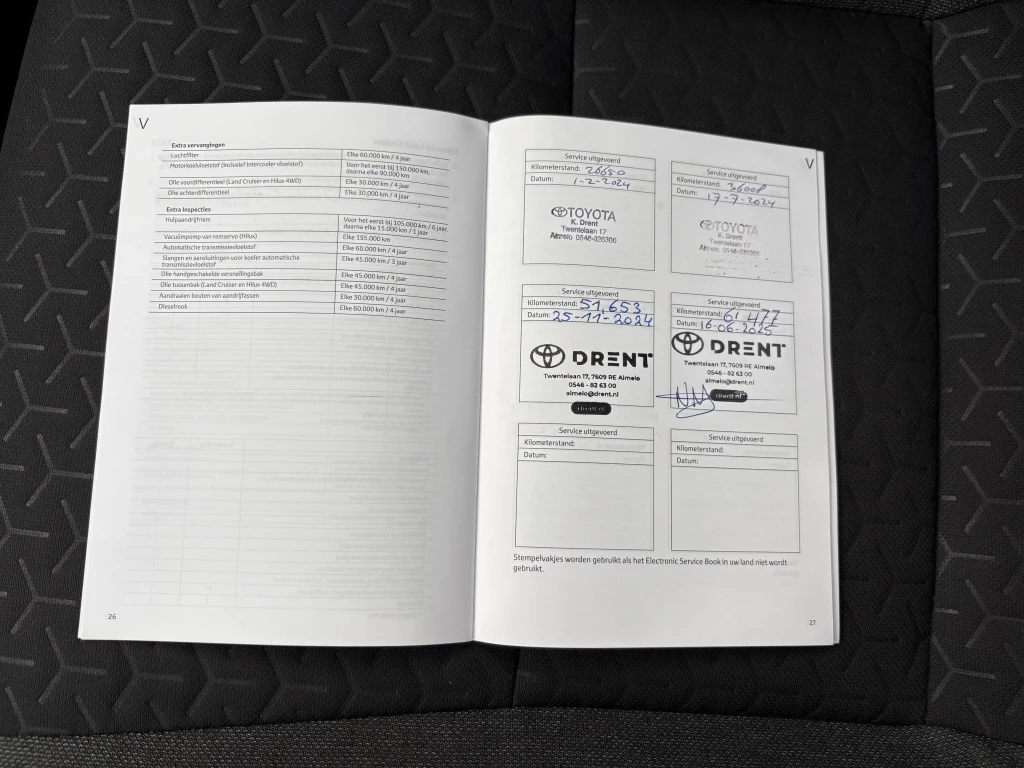 V
Extra vervangingen
Luchtfilter Elke 60.000 km / 4 jaar
Motorkoelvloeistof (inclusief intercooler vloeistof) Voor het eerst bij 150.000 km, daarna elke 90.000 km
Olie voordifferentieel (Land Cruiser en Hilux 4WD) Elke 30.000 km / 4 jaar
Olie achterdifferentieel Elke 30.000 km / 4 jaar
Extra inspecties
Hulpaandrijfriem Voor het eerst bij 105.000 km / 6 jaar, daarna elke 15.000 km / 1 jaar
Vacuümpomp van remservo (Hilux) Elke 195.000 km
Automatische transmissievloeistof Elke 60.000 km / 4 jaar
Slangen en aansluitingen voor koeler automatische transmissievloeistof Elke 45.000 km / 3 jaar
Olie handgeschakelde versnellingsbak Elke 45.000 km / 4 jaar
Olie tussenbak (Land Cruiser en Hilux 4WD) Elke 45.000 km / 4 jaar
Aandraaien bouten van aandrijfassen Elke 30.000 km / 4 jaar
Dieselrook Elke 60.000 km / 4 jaar
26
V
Service uitgevoerd
Kilometerstand: 20650
Datum: 1-2-2024
TOYOTA
K. Drent
Twentelaan 17
Almelo 0546-826300
Service uitgevoerd
Kilometerstand:
Datum: 17-7-2024
TOYOTA
K. Drent
Twentelaan 17
Almelo 0546-826300
Service uitgevoerd
Kilometerstand: 51,653
Datum: 25-11-2024
DRENT
Twentelaan 17, 7609 RE Almelo
0546 - 82 63 00
almelo@drent.nl
drent.nl
Service uitgevoerd
Kilometerstand: 61 477
Datum: 16-06-2025
DRENT
Twentelaan 17, 7609 RE Almelo
0546 - 82 63 00
almelo@drent.nl
drent.nl
Service uitgevoerd
Kilometerstand:
Datum:
Service uitgevoerd
Kilometerstand:
Datum:
Stempelvakjes worden gebruikt als het Electronic Service Book in uw land niet wordt
gebruikt.
27